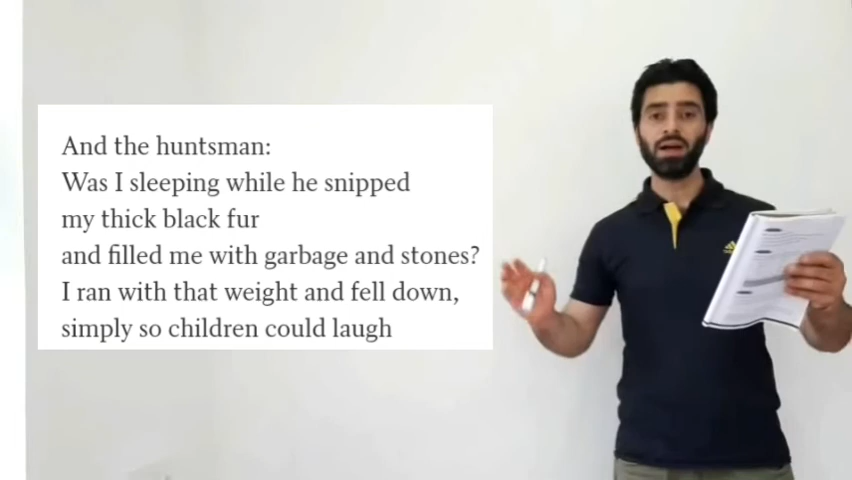 And the huntsman:
Was I sleeping while he snipped
my thick black fur
and filled me with garbage and stones?
I ran with that weight and fell down,
simply so children could laugh